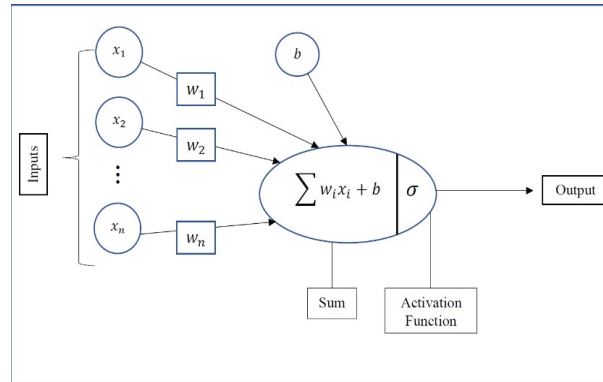 x₁
b
w₁
x₂
w₂
Inputs
⋮
∑ wᵢxᵢ + b
σ
Output
xₙ
wₙ
Sum
Activation
Function